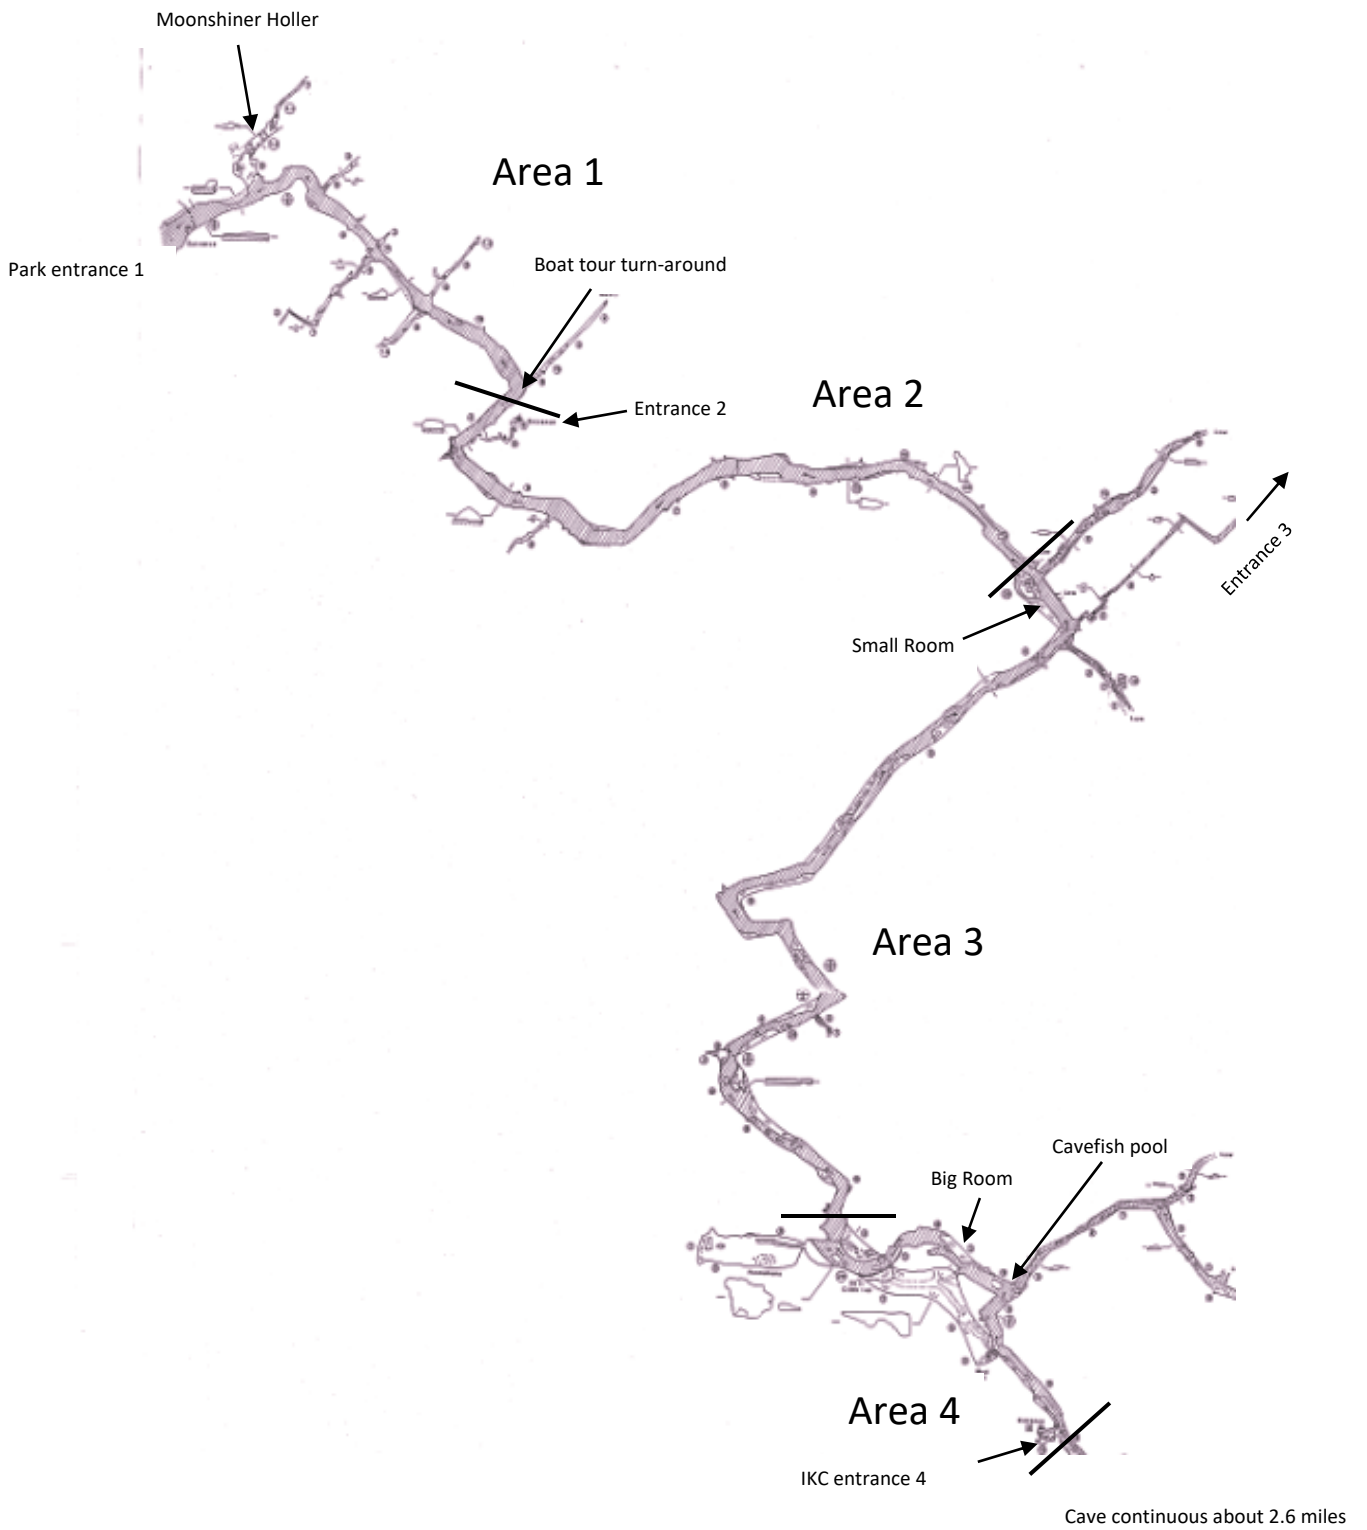 Moonshiner Holler
Area 1
Park entrance 1
Boat tour turn-around
Area 2
Entrance 2
Entrance 3
Small Room
Area 3
Cavefish pool
Big Room
Area 4
IKC entrance 4
Cave continuous about 2.6 miles